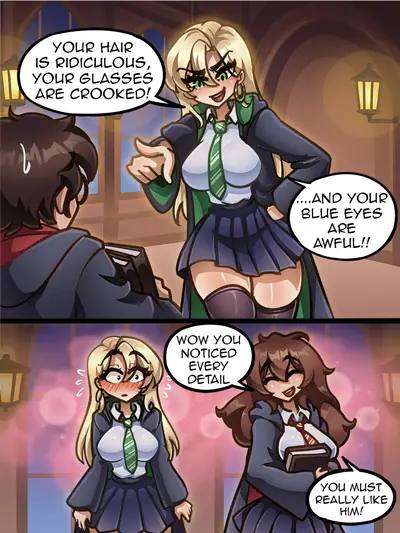 YOUR HAIR
IS RIDICULOUS,
YOUR GLASSES
ARE CROOKED!
....AND YOUR
BLUE EYES
ARE
AWFUL!!
WOW YOU
NOTICED
EVERY
DETAIL
YOU MUST
REALLY LIKE
HIM!